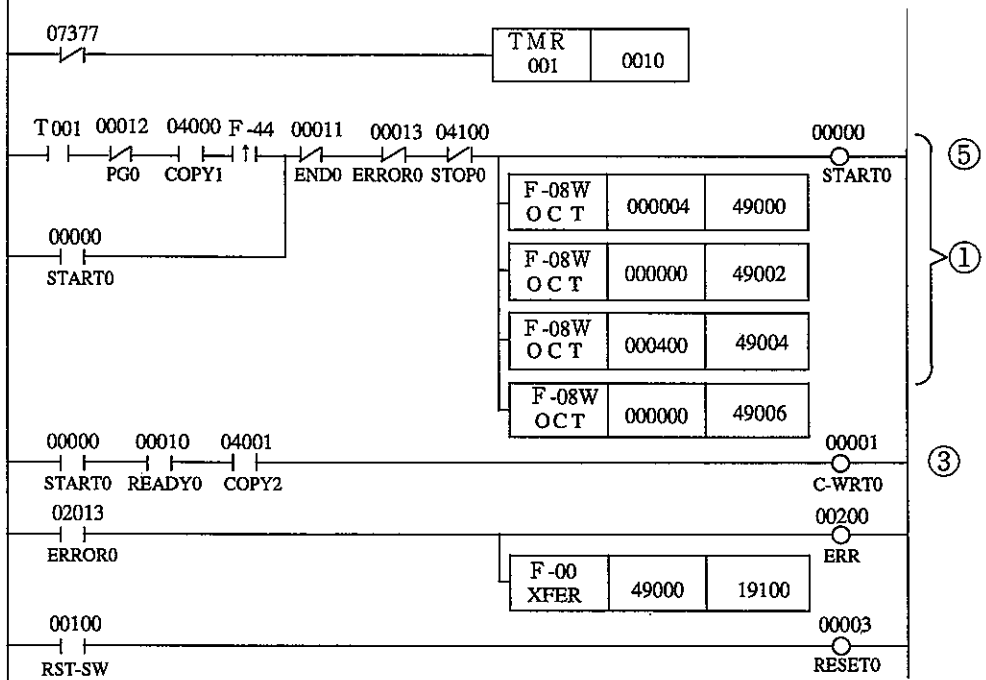 07377
TMR
001 0010
T001 00012 04000 F-44 00011 00013 04100 00000
↑
PG0 COPY1 END0 ERROR0 STOP0 START0
⑤
F-08W
OCT 000004 49000
00000
START0
F-08W
OCT 000000 49002
①
F-08W
OCT 000400 49004
F-08W
OCT 000000 49006
00000 00010 04001 00001
③
START0 READY0 COPY2 C-WRT0
02013 00200
ERROR0 ERR
F-00
XFER 49000 19100
00100 00003
RST-SW RESET0